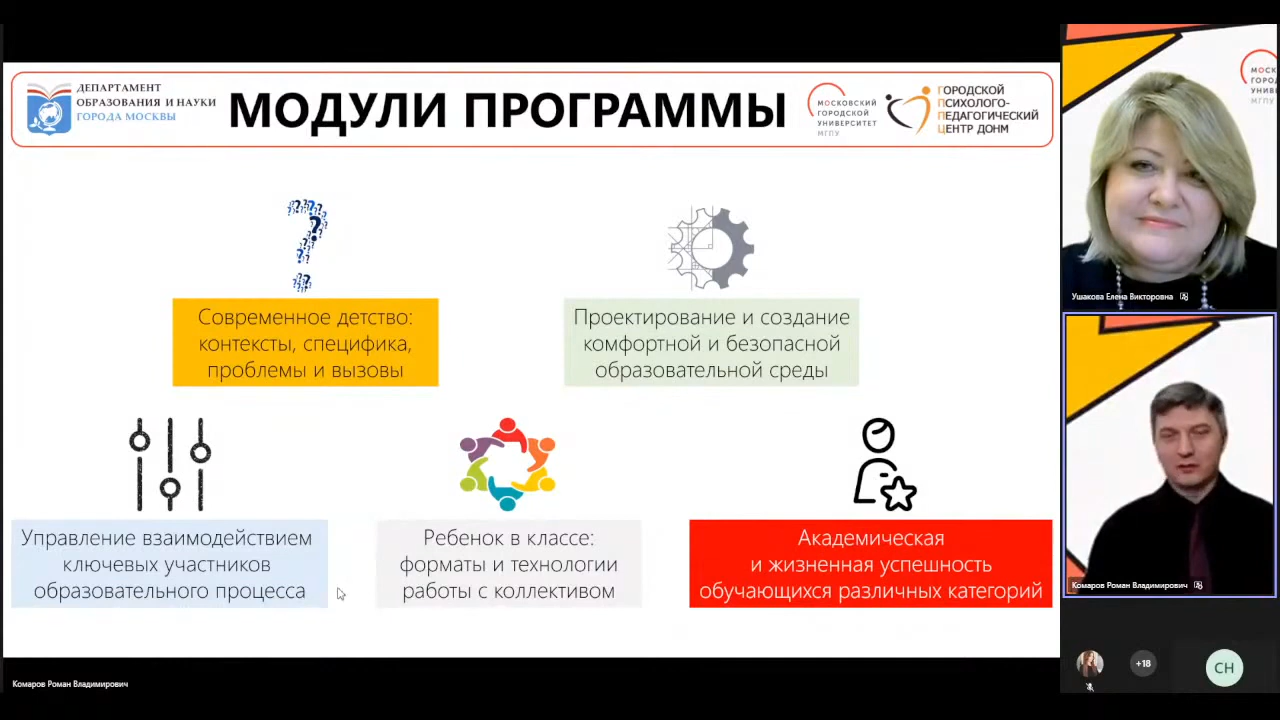 ДЕПАРТАМЕНТ
ОБРАЗОВАНИЯ И НАУКИ
ГОРОДА МОСКВЫ
МОДУЛИ ПРОГРАММЫ
МОСКОВСКИЙ
ГОРОДСКОЙ
УНИВЕРСИТЕТ
МГПУ
ГОРОДСКОЙ
ПСИХОЛОГО-
ПЕДАГОГИЧЕСКИЙ
ЦЕНТР ДОНМ
Современное детство:
контексты, специфика,
проблемы и вызовы
Проектирование и создание
комфортной и безопасной
образовательной среды
Управление взаимодействием
ключевых участников
образовательного процесса
Ребенок в классе:
форматы и технологии
работы с коллективом
Академическая
и жизненная успешность
обучающихся различных категорий
Комаров Роман Владимирович
Ушакова Елена Викторовна
Комаров Роман Владимирович
+18
СН